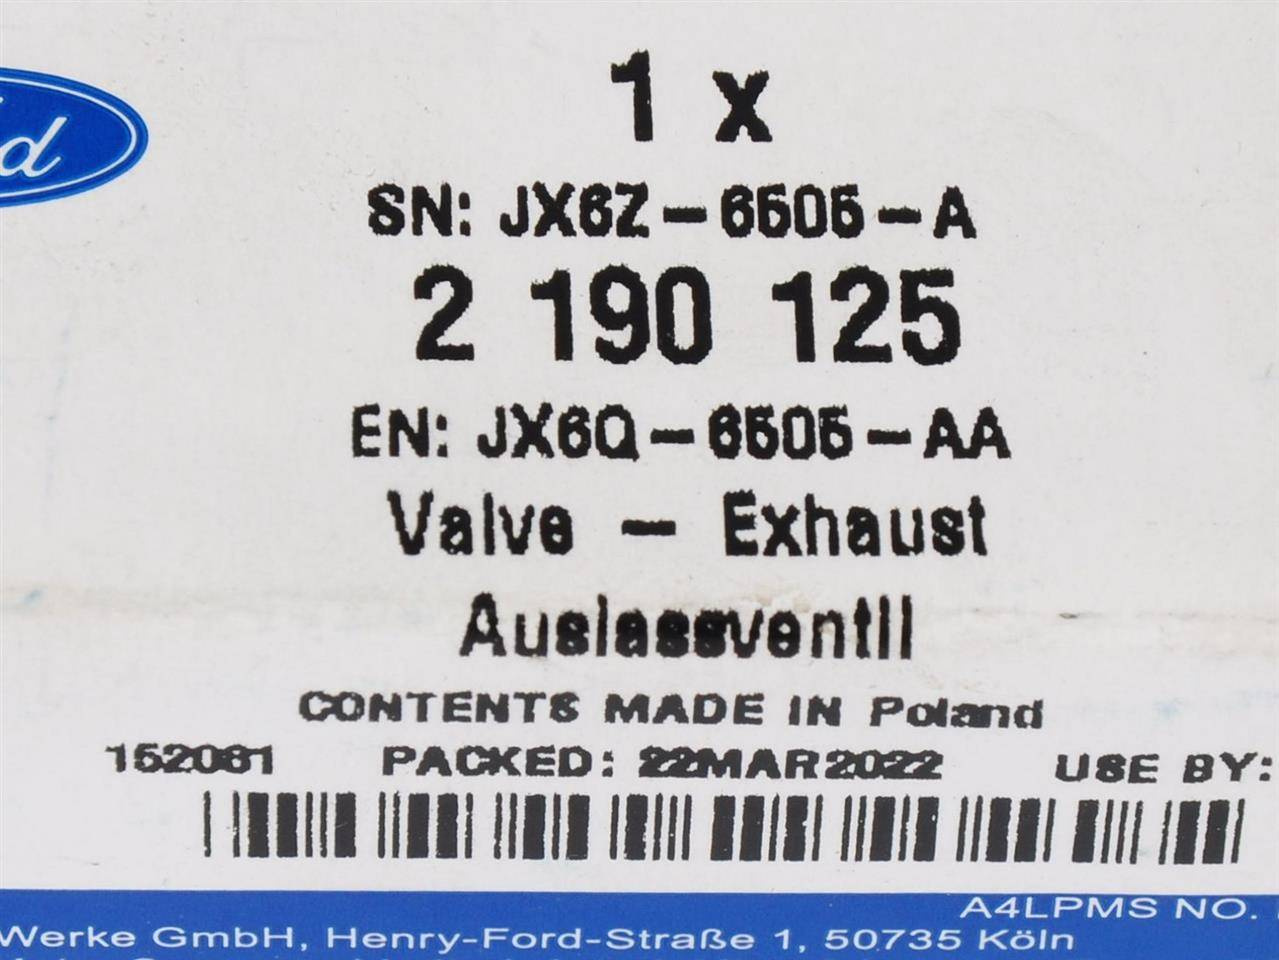 1 x
SN: JX6Z-6505-A
2 190 125
EN: JX6Q-6505-AA
Valve - Exhaust
Auslassventil
CONTENTS MADE IN Poland
152081 PACKED: 22MAR2022 USE BY:
A4LPMS NO.
Werke GmbH, Henry-Ford-Straße 1, 50735 Köln